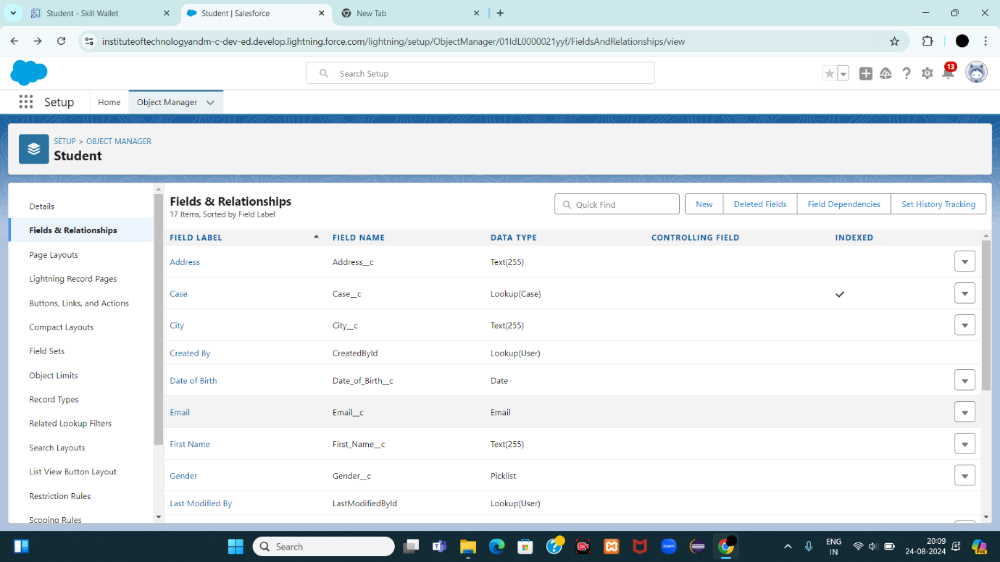 Student - Skill Wallet
Student | Salesforce
New Tab
instituteoftechnologyandm-c-dev-ed.develop.lightning.force.com/lightning/setup/ObjectManager/01IdL0000021yyf/FieldsAndRelationships/view
Search Setup
13
Setup
Home
Object Manager
SETUP > OBJECT MANAGER
Student
Details
Fields & Relationships
Page Layouts
Lightning Record Pages
Buttons, Links, and Actions
Compact Layouts
Field Sets
Object Limits
Record Types
Related Lookup Filters
Search Layouts
List View Button Layout
Restriction Rules
Scoping Rules
Fields & Relationships
17 Items, Sorted by Field Label
Quick Find
New
Deleted Fields
Field Dependencies
Set History Tracking
FIELD LABEL FIELD NAME DATA TYPE CONTROLLING FIELD INDEXED
Address Address__c Text(255)
Case Case__c Lookup(Case)
City City__c Text(255)
Created By CreatedById Lookup(User)
Date of Birth Date_of_Birth__c Date
Email Email__c Email
First Name First_Name__c Text(255)
Gender Gender__c Picklist
Last Modified By LastModifiedById Lookup(User)
Search
zoom
ENG
IN
20:09
24-08-2024
PRE